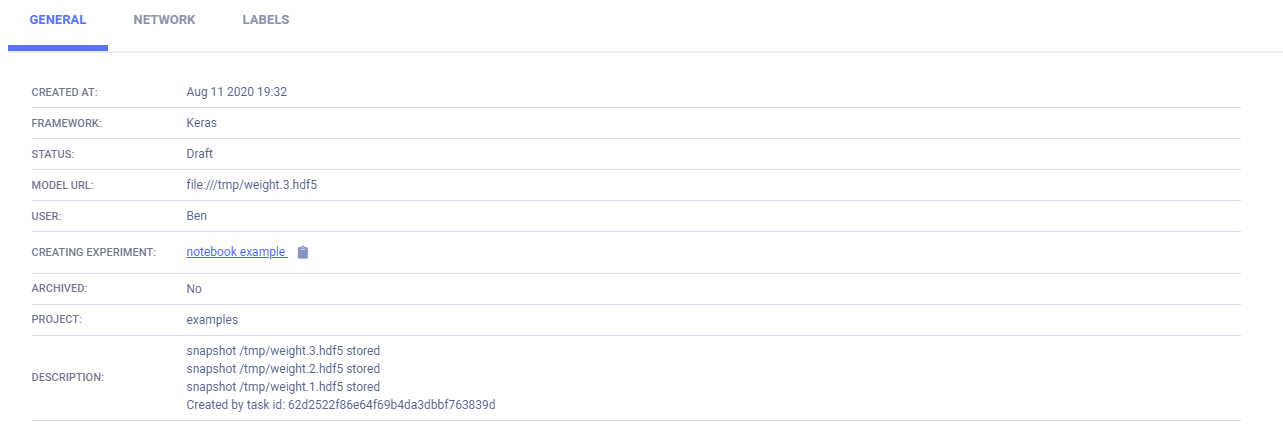 GENERAL NETWORK LABELS
CREATED AT: Aug 11 2020 19:32
FRAMEWORK: Keras
STATUS: Draft
MODEL URL: file:///tmp/weight.3.hdf5
USER: Ben
CREATING EXPERIMENT: notebook example
ARCHIVED: No
PROJECT: examples
DESCRIPTION: snapshot /tmp/weight.3.hdf5 stored
snapshot /tmp/weight.2.hdf5 stored
snapshot /tmp/weight.1.hdf5 stored
Created by task id: 62d2522f86e64f69b4da3dbbf763839d